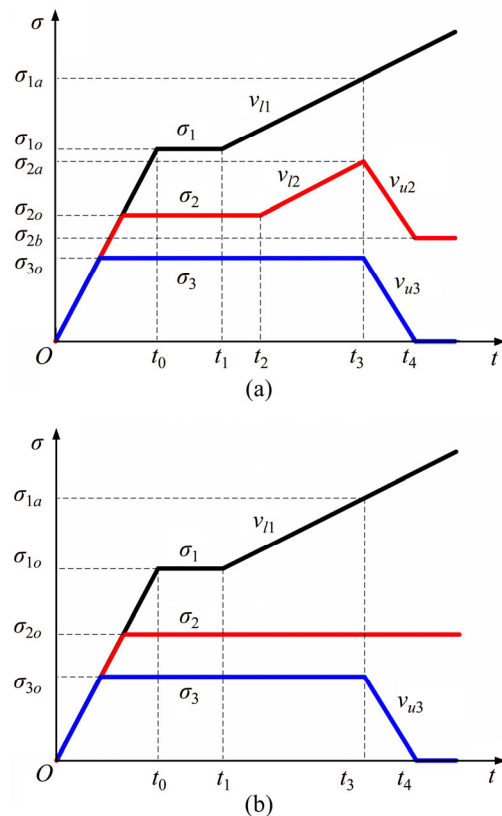 σ
σ1a
vl1
σ1o
σ1
σ2a
vl2
vu2
σ2o
σ2
σ2b
σ3o
σ3
vu3
O
t0
t1
t2
t3
t4
t
(a)
σ
σ1a
vl1
σ1o
σ1
σ2o
σ2
σ3o
σ3
vu3
O
t0
t1
t3
t4
t
(b)